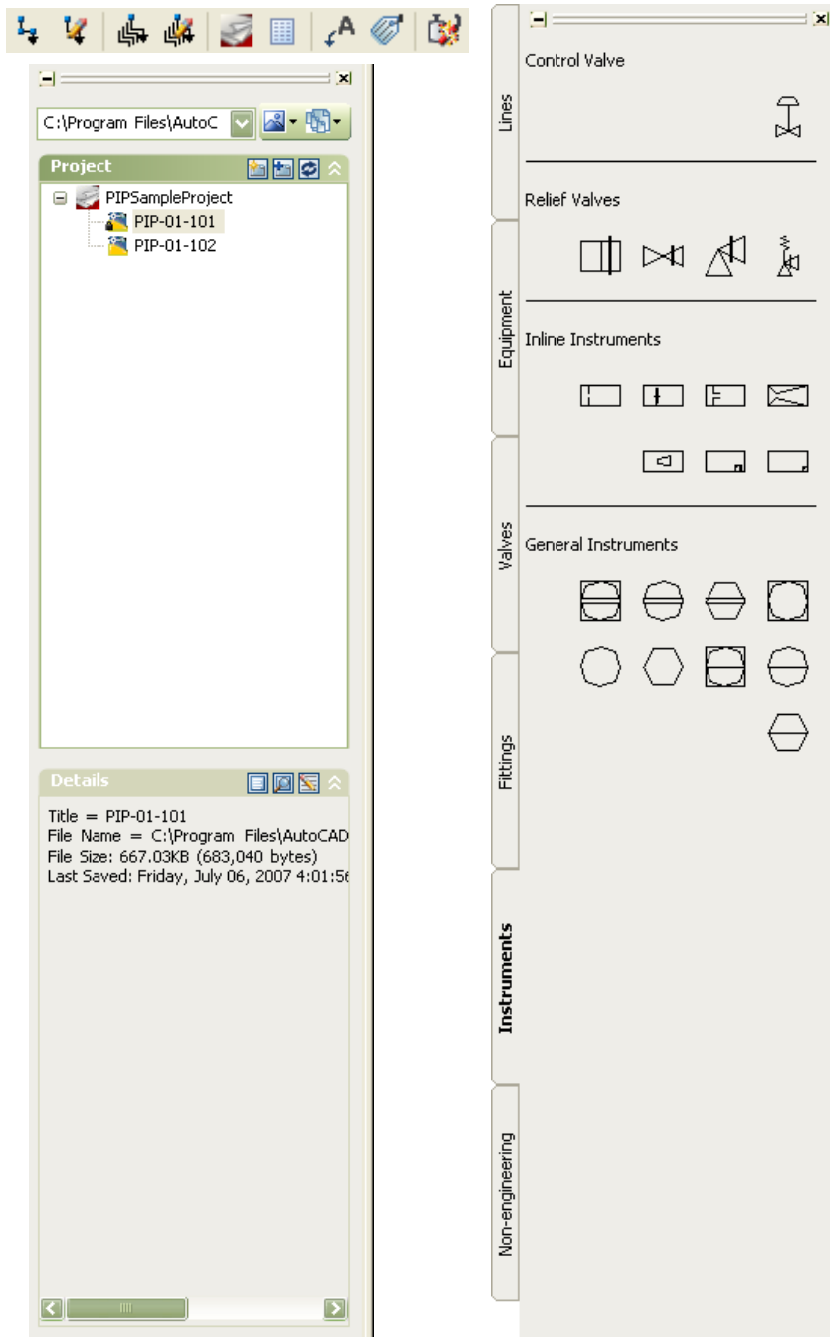 A
C:\Program Files\AutoC
Project
PIPSampleProject
PIP-01-101
PIP-01-102
Details
Title = PIP-01-101
File Name = C:\Program Files\AutoCAD
File Size: 667.03KB (683,040 bytes)
Last Saved: Friday, July 06, 2007 4:01:56
Lines
Equipment
Valves
Fittings
Instruments
Non-engineering
Control Valve
Relief Valves
Inline Instruments
General Instruments